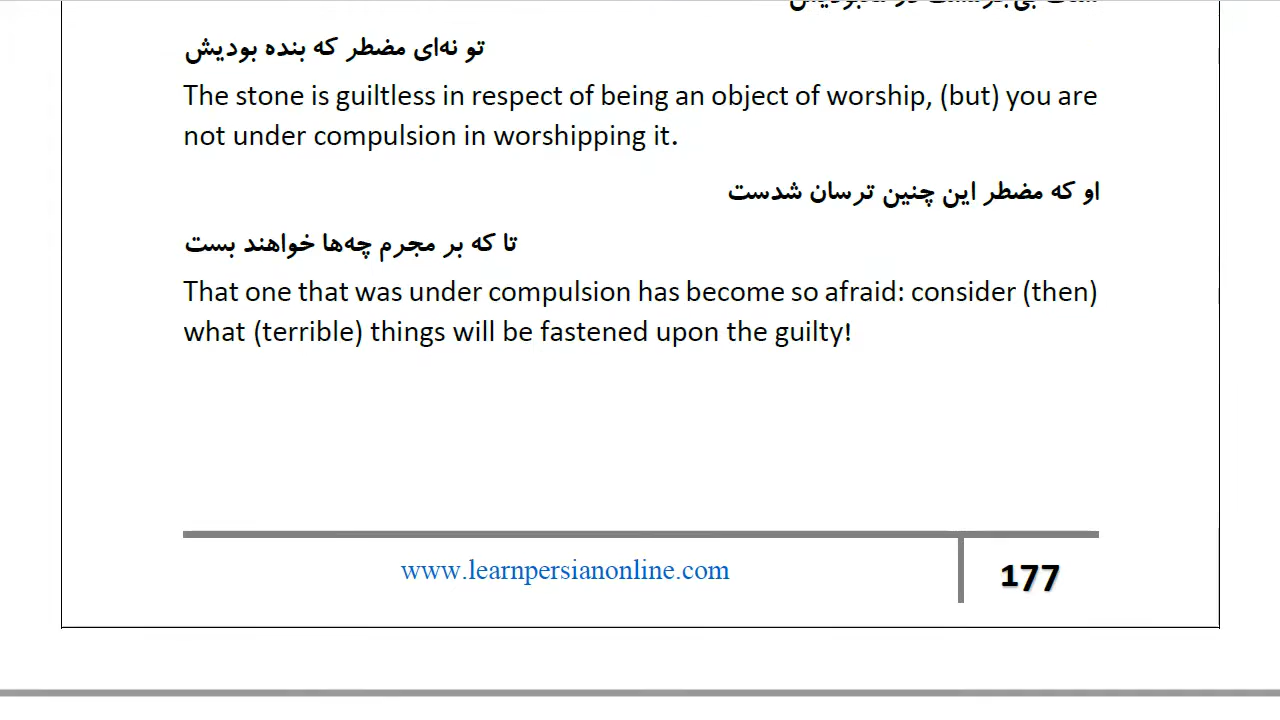 تو نه‌ای مضطر که بنده بودیش
The stone is guiltless in respect of being an object of worship, (but) you are
not under compulsion in worshipping it.
او که مضطر این چنین ترسان شدست
تا که بر مجرم چه‌ها خواهند بست
That one that was under compulsion has become so afraid: consider (then)
what (terrible) things will be fastened upon the guilty!
www.learnpersianonline.com
177